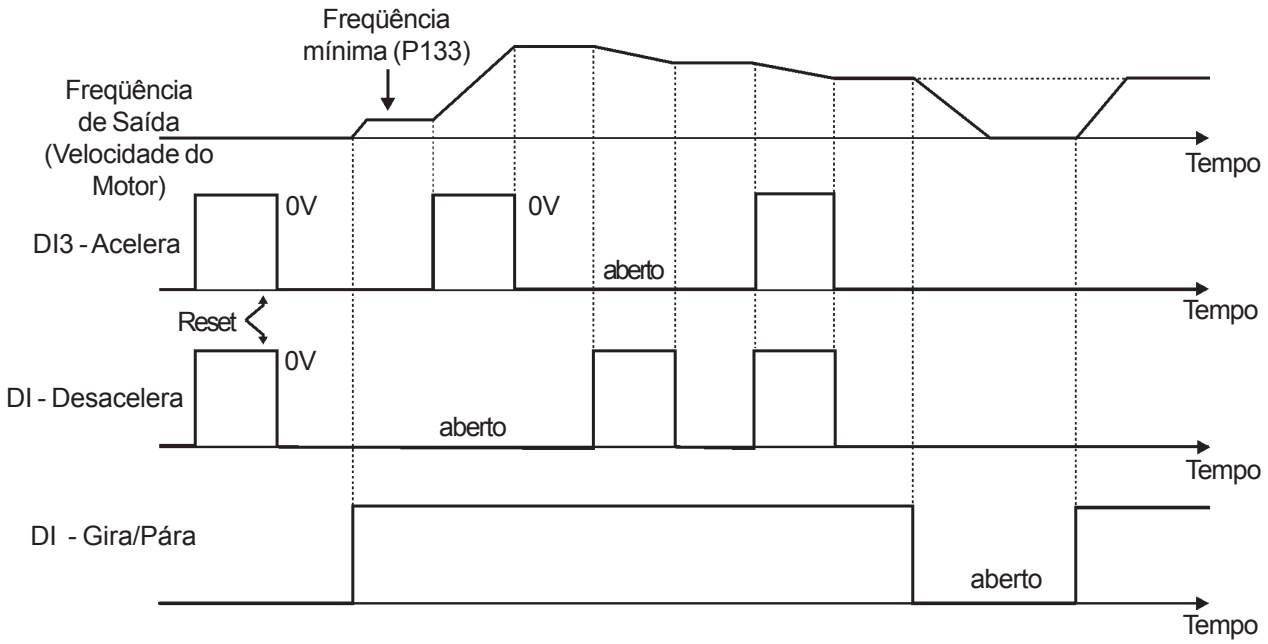 Freqüência
mínima (P133)
Freqüência
de Saída
(Velocidade do
Motor)
Tempo
0V
0V
DI3 - Acelera
aberto
Tempo
Reset
0V
DI - Desacelera
aberto
Tempo
DI - Gira/Pára
aberto
Tempo